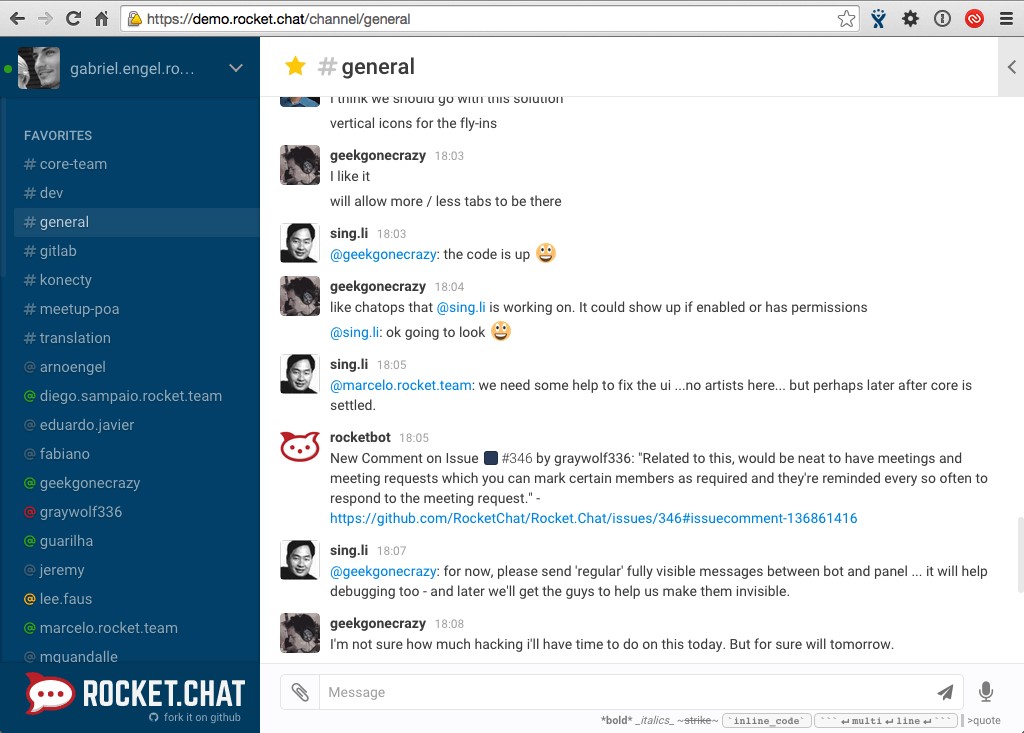 https://demo.rocket.chat/channel/general
gabriel.engel.ro...
FAVORITES
# core-team
# dev
# general
# gitlab
# konecty
# meetup-poa
# translation
@ arnoengel
@ diego.sampaio.rocket.team
@ eduardo.javier
@ fabiano
@ geekgonecrazy
@ graywolf336
@ guarilha
@ jeremy
@ lee.faus
@ marcelo.rocket.team
@ mquandalle
ROCKET.CHAT
fork it on github
# general
I think we should go with this solution
vertical icons for the fly-ins
geekgonecrazy 18:03
I like it
will allow more / less tabs to be there
sing.li 18:03
@geekgonecrazy: the code is up
geekgonecrazy 18:04
like chatops that @sing.li is working on. It could show up if enabled or has permissions
@sing.li: ok going to look
sing.li 18:05
@marcelo.rocket.team: we need some help to fix the ui ...no artists here... but perhaps later after core is
settled.
rocketbot 18:05
New Comment on Issue #346 by graywolf336: "Related to this, would be neat to have meetings and
meeting requests which you can mark certain members as required and they're reminded every so often to
respond to the meeting request." -
https://github.com/RocketChat/Rocket.Chat/issues/346#issuecomment-136861416
sing.li 18:07
@geekgonecrazy: for now, please send 'regular' fully visible messages between bot and panel ... it will help
debugging too - and later we'll get the guys to help us make them invisible.
geekgonecrazy 18:08
I'm not sure how much hacking i'll have time to do on this today. But for sure will tomorrow.
Message
*bold* _italics_ ~strike~ `inline_code` ```↵multi↵line↵``` >quote